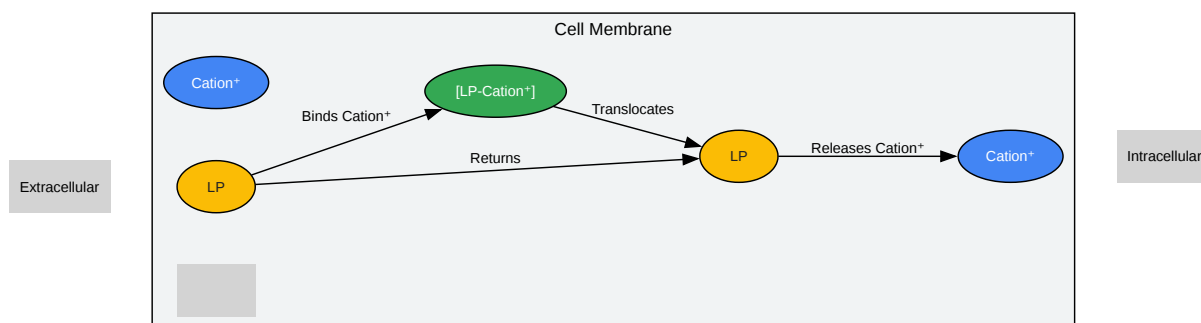 Cell Membrane
Cation⁺
[LP-Cation⁺]
Binds Cation⁺
Translocates
Returns
LP
LP
Releases Cation⁺
Cation⁺
Extracellular
Intracellular